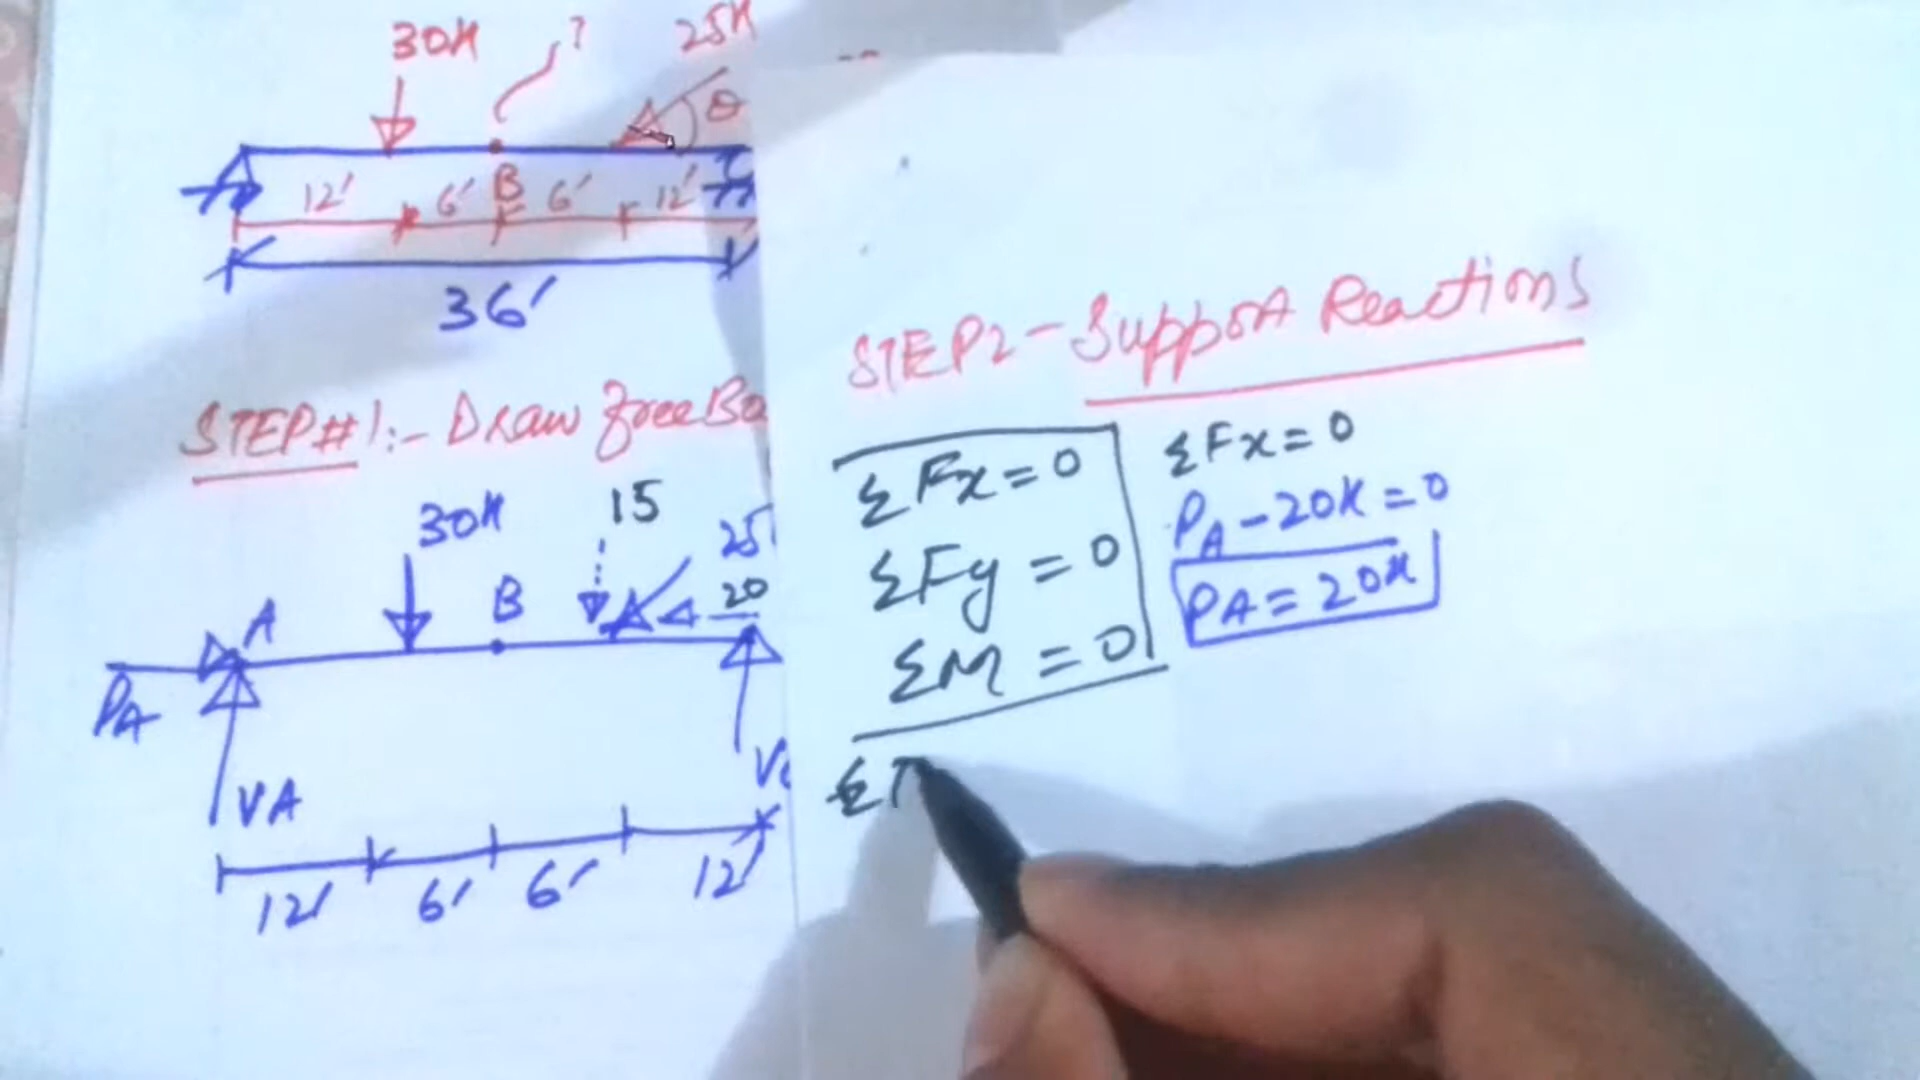 30K ? 25K
θ
12' 6' B 6' 12'
36'
STEP#1:- Draw free Bo
30K 15 25
20
A B
PA
VA V
12' 6' 6' 12'
STEP2 - Support Reactions
ΣFx = 0
ΣFy = 0
ΣM = 0
ΣFx = 0
PA - 20K = 0
PA = 20K
Σ